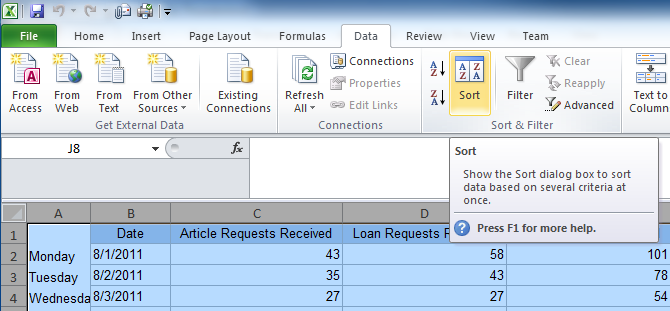 File Home Insert Page Layout Formulas Data Review View Team
From Access From Web From Text From Other Sources Existing Connections Refresh All Connections Properties Edit Links A Z Z A A Z Z A Sort Filter Clear Reapply Advanced Text to Column
Get External Data Connections Sort & Filter
J8 fx
Sort
Show the Sort dialog box to sort
data based on several criteria at
once.
Press F1 for more help.
A B C D
1 Date Article Requests Received Loan Requests
2 Monday 8/1/2011 43 58 101
3 Tuesday 8/2/2011 35 43 78
4 Wednesda 8/3/2011 27 27 54